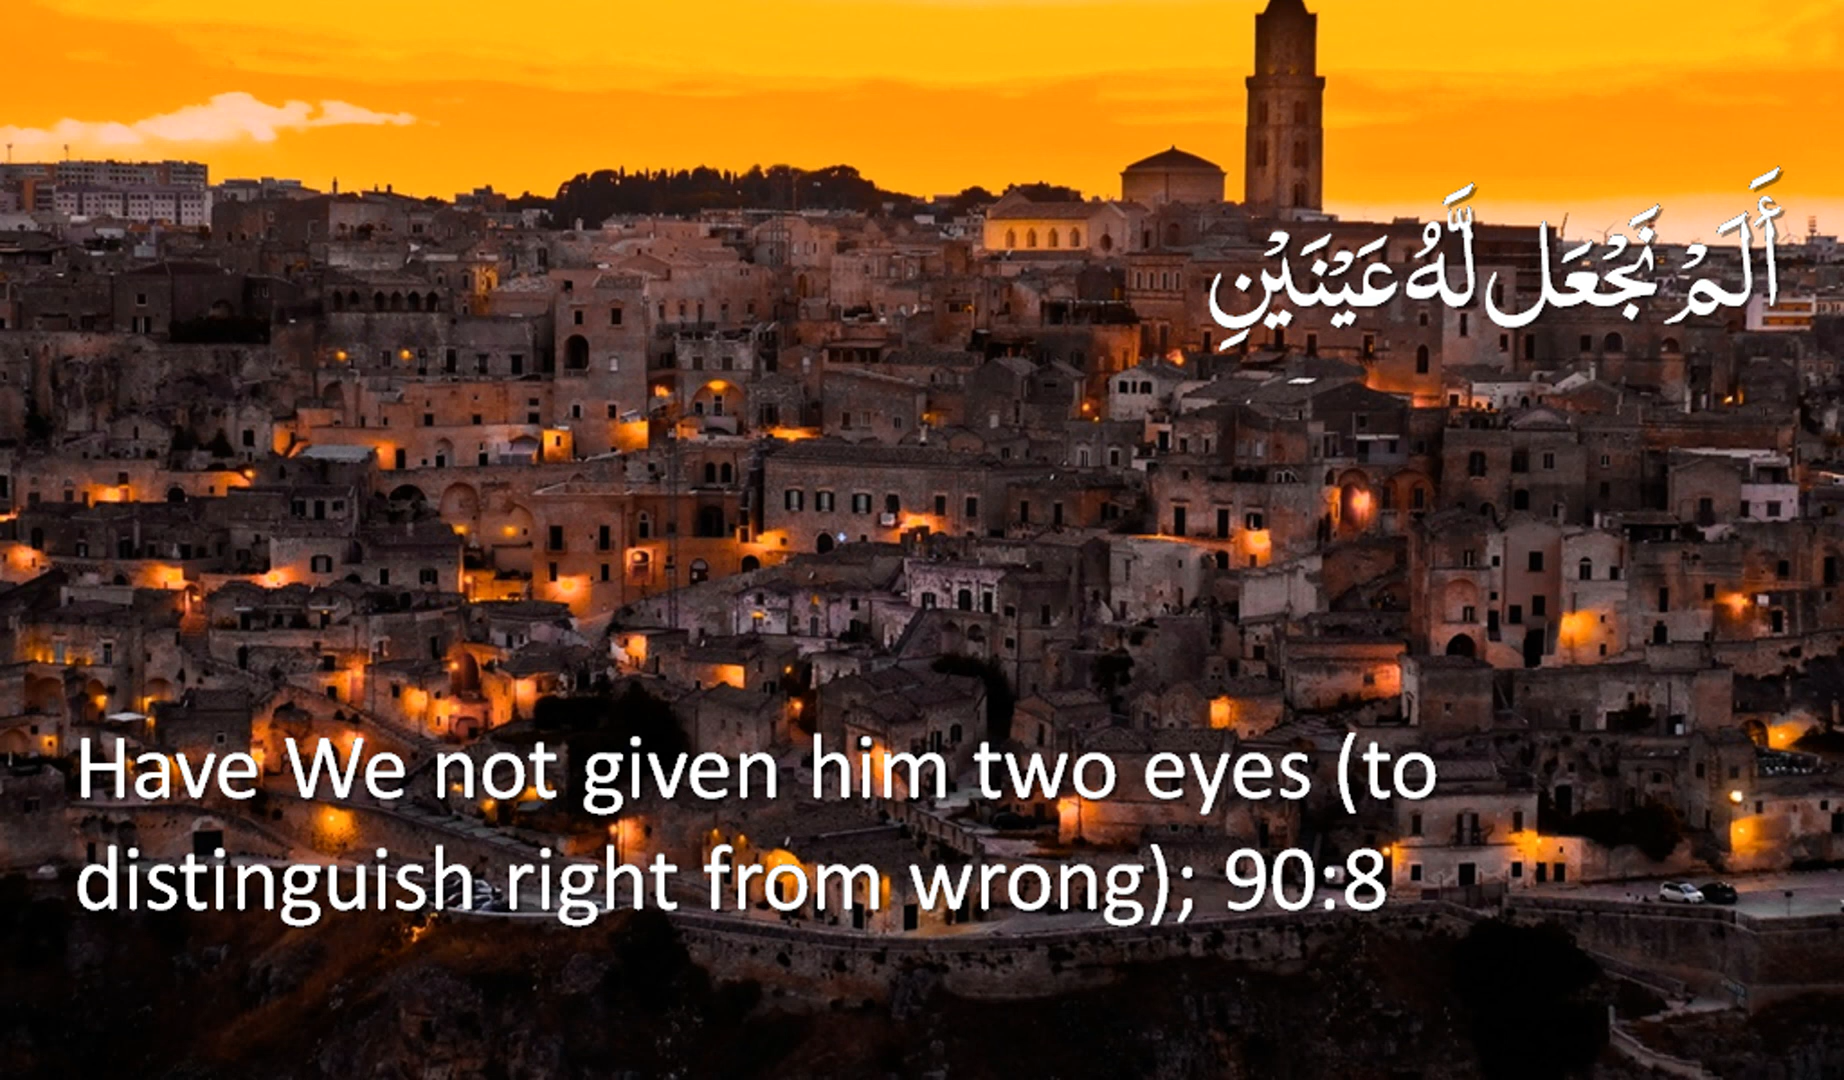 أَلَمْ نَجْعَل لَّهُ عَيْنَيْنِ
Have We not given him two eyes (to
distinguish right from wrong); 90:8